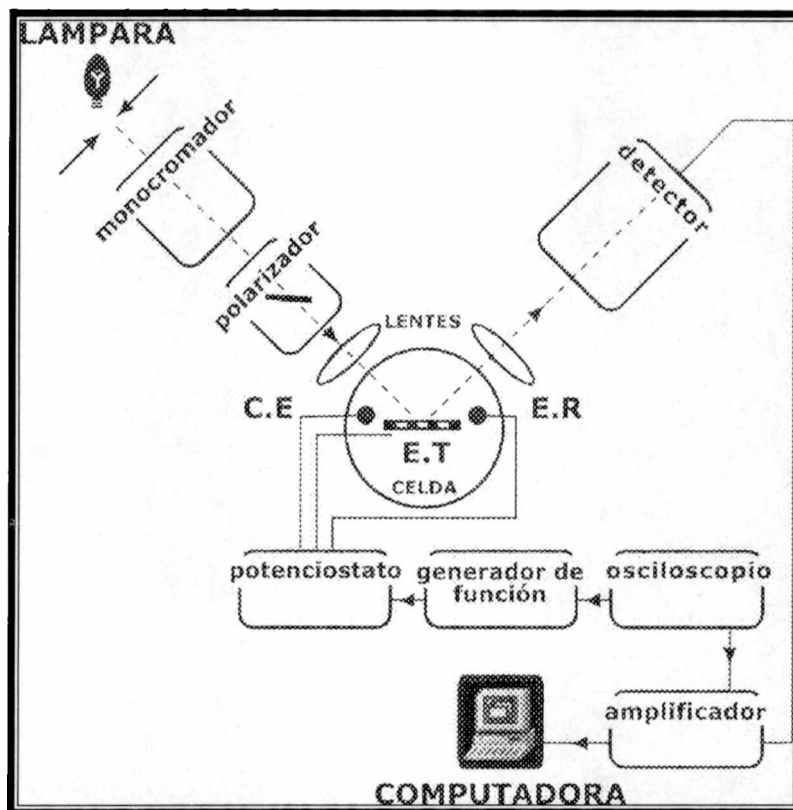 LAMPARA
monocromador
polarizador
detector
LENTES
C.E
E.R
E.T
CELDA
potenciostato
generador de
función
osciloscopio
amplificador
COMPUTADORA